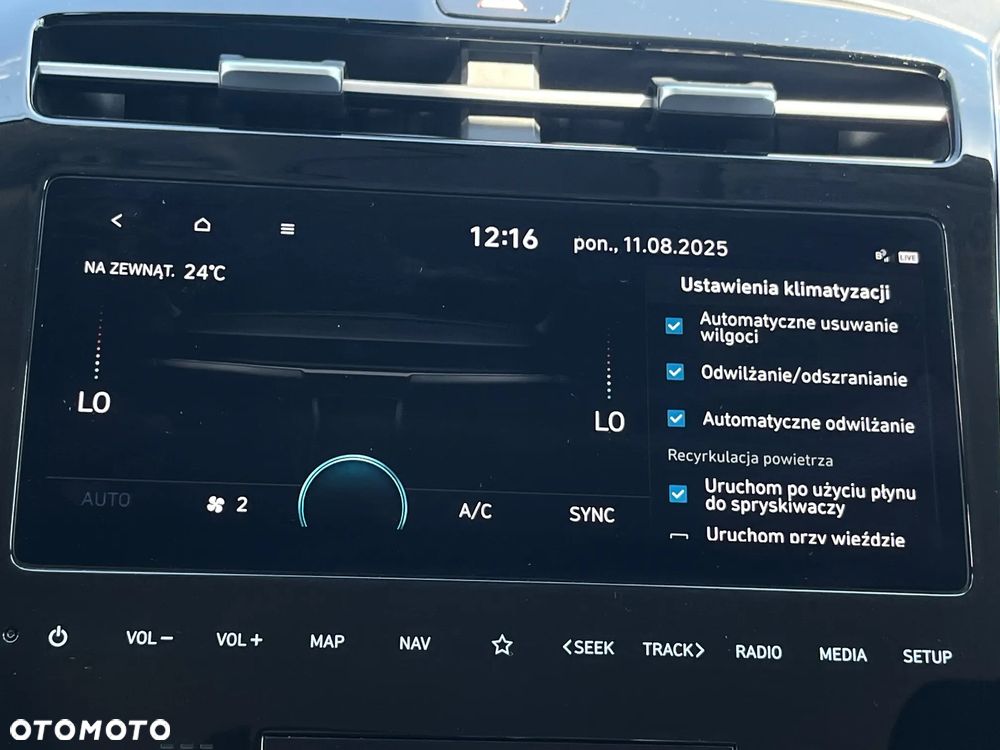 12:16 pon., 11.08.2025
LIVE
NA ZEWNĄT. 24°C
Ustawienia klimatyzacji
Automatyczne usuwanie
wilgoci
Odwilżanie/odszranianie
Automatyczne odwilżanie
Recyrkulacja powietrza
Uruchom po użyciu płynu
do spryskiwaczy
Uruchom przy wieździe
LO
LO
AUTO
2
A/C
SYNC
VOL−
VOL+
MAP
NAV
<SEEK
TRACK>
RADIO
MEDIA
SETUP
OTOMOTO